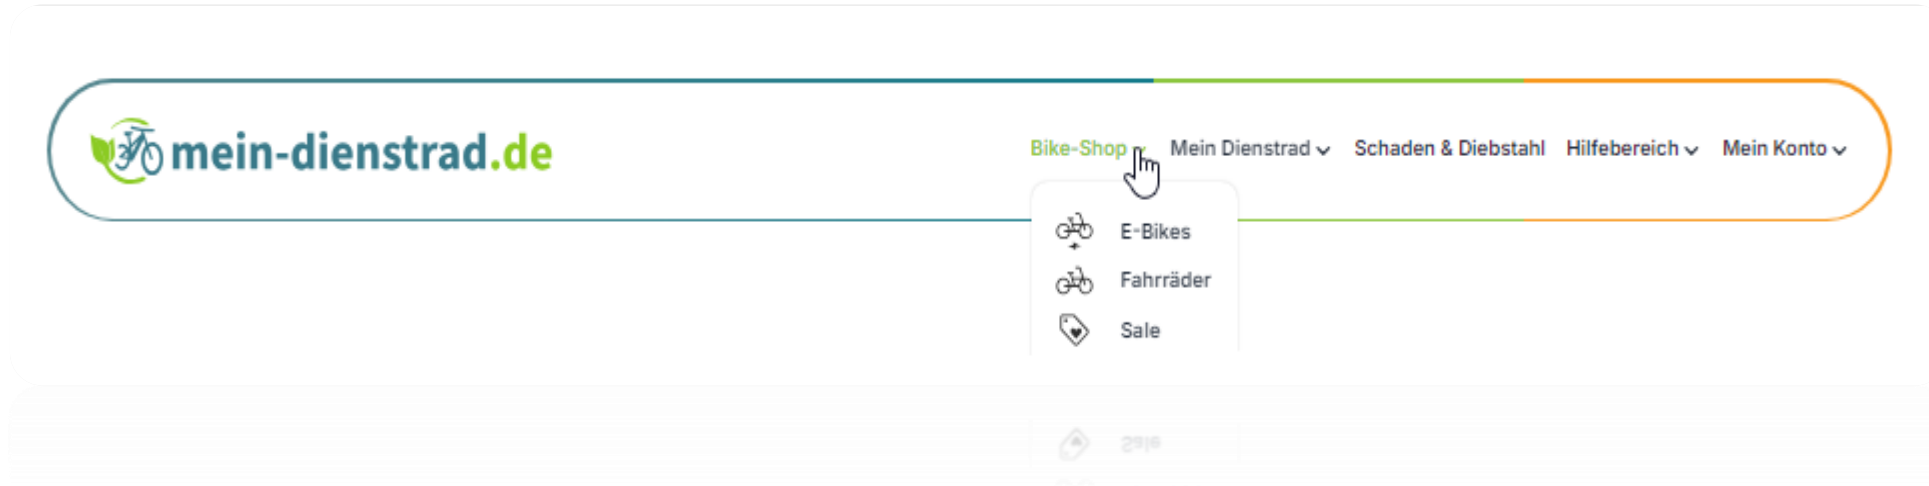 mein-dienstrad.de
Bike-Shop Mein Dienstrad Schaden & Diebstahl Hilfebereich Mein Konto
E-Bikes
Fahrräder
Sale